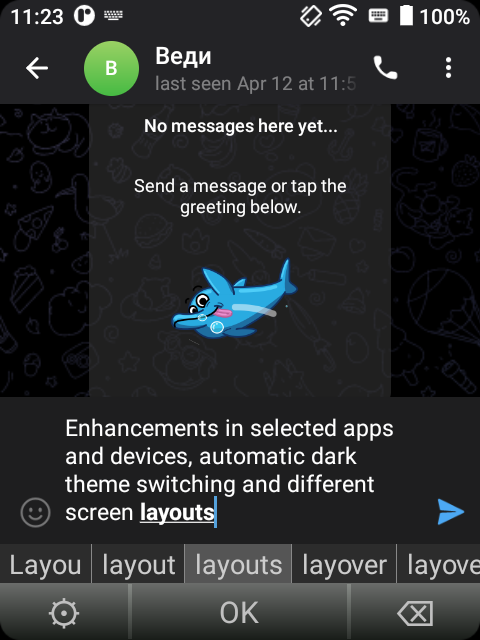 11:23
100%
Веди
last seen Apr 12 at 11:5
В
No messages here yet...
Send a message or tap the
greeting below.
Enhancements in selected apps
and devices, automatic dark
theme switching and different
screen layouts
Layou
layout
layouts
layover
layove
OK